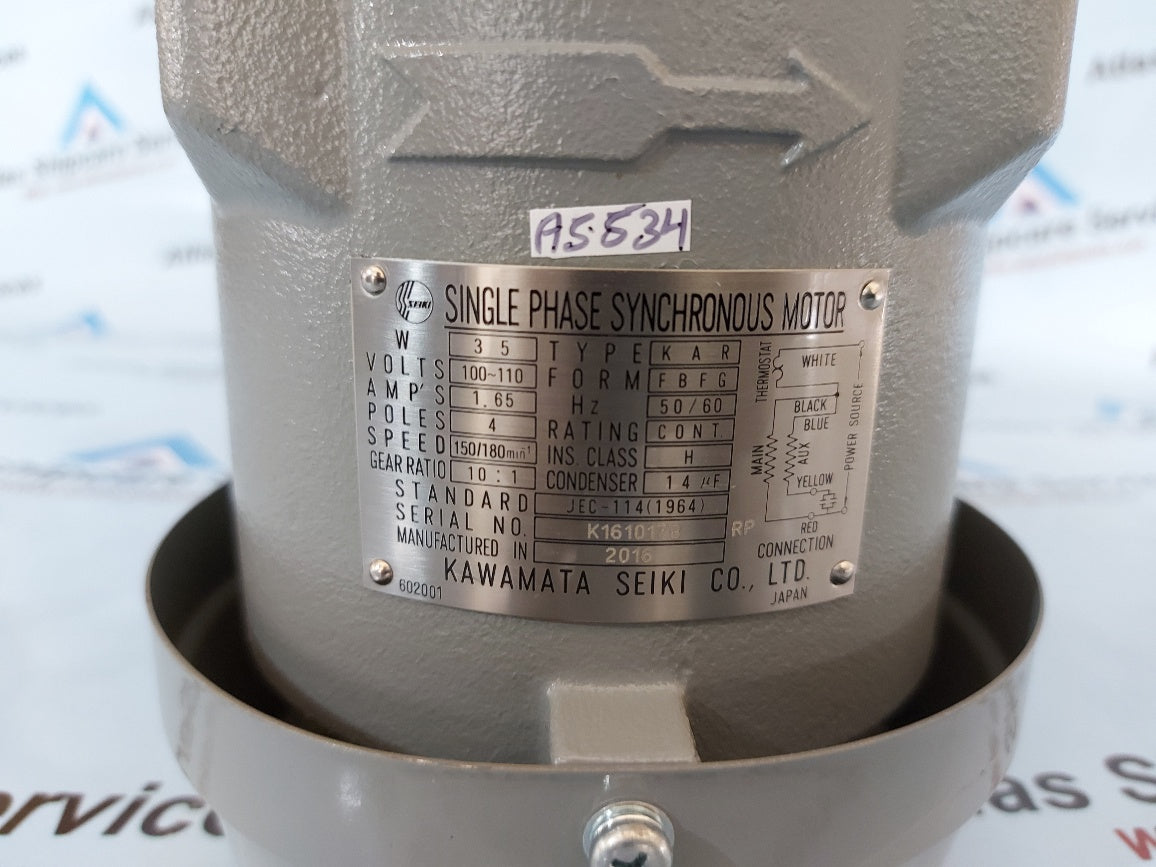 A5534
SEIKI SINGLE PHASE SYNCHRONOUS MOTOR
W 35 TYPE KAR
VOLTS 100~110 FORM FBFG
AMP'S 1.65 Hz 50/60
POLES 4 RATING CONT.
SPEED 150/180min⁻¹ INS. CLASS H
GEAR RATIO 10:1 CONDENSER 14μF
STANDARD JEC-114(1964)
SERIAL NO. RP
MANUFACTURED IN
KAWAMATA SEIKI CO., LTD.
602001 JAPAN
THERMOSTAT
WHITE
BLACK
BLUE
MAIN
AUX
YELLOW
RED
POWER SOURCE
CONNECTION